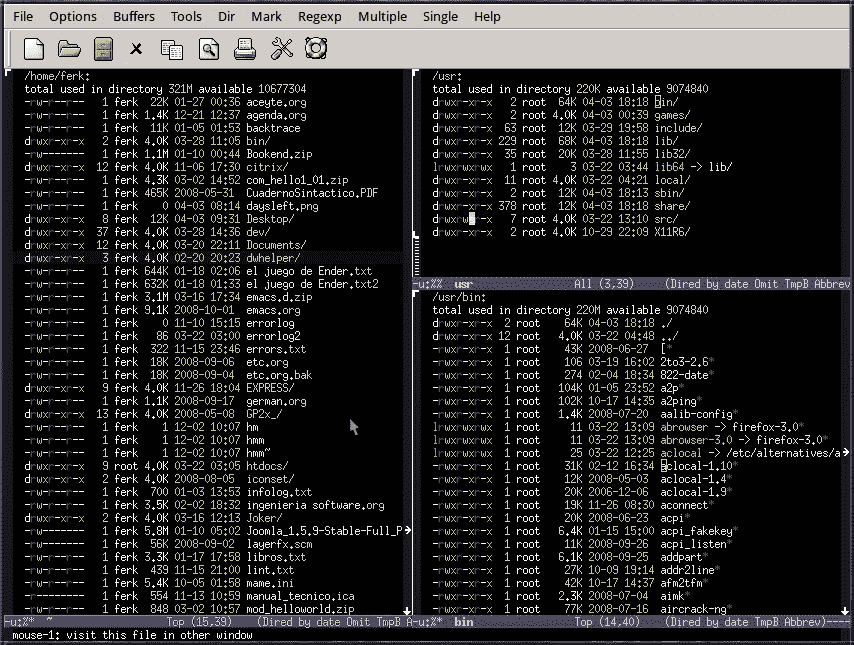 File Options Buffers Tools Dir Mark Regexp Multiple Single Help
/home/ferk:
total used in directory 321M available 10677304
-rw-r--r-- 1 ferk 22K 01-27 00:36 aceyte.org
-rw-r--r-- 1 ferk 1.4K 12-21 12:37 agenda.org
-rw-r--r-- 1 ferk 11K 01-05 01:53 backtrace
drwxr-xr-x 2 ferk 4.0K 03-28 11:05 bin/
-rw------- 1 ferk 1.1M 01-10 00:44 Bookend.zip
drwxr-xr-x 12 ferk 4.0K 11-06 17:30 citrix/
-rw-r--r-- 1 ferk 4.3K 03-02 14:52 com_hello1_01.zip
-rw-r--r-- 1 ferk 465K 2008-05-31 CuadernoSintactico.PDF
-rw-r--r-- 1 ferk 0 04-03 08:14 daysleft.png
drwxr-xr-x 8 ferk 12K 04-03 09:31 Desktop/
drwxr-xr-x 37 ferk 4.0K 03-28 14:36 dev/
drwxr-xr-x 12 ferk 4.0K 03-20 22:11 Documents/
drwxr-xr-x 3 ferk 4.0K 02-20 20:23 dwhelper/
-rw-r--r-- 1 ferk 644K 01-18 02:06 el juego de Ender.txt
-rw-r--r-- 1 ferk 632K 01-18 01:33 el juego de Ender.txt2
-rw-r--r-- 1 ferk 3.1M 03-16 17:34 emacs.d.zip
-rw-r--r-- 1 ferk 9.1K 2008-10-01 emacs.org
-rw-r--r-- 1 ferk 0 11-10 15:15 errorlog
-rw-r--r-- 1 ferk 86 03-22 03:00 errorlog2
-rw-r--r-- 1 ferk 322 11-15 23:46 errors.txt
-rw-r--r-- 1 ferk 18K 2008-09-06 etc.org
-rw-r--r-- 1 ferk 18K 2008-09-04 etc.org.bak
drwxr-xr-x 9 ferk 4.0K 11-26 18:04 EXPRESS/
-rw-r--r-- 1 ferk 1.1K 2008-09-17 german.org
drwxr-xr-x 13 ferk 4.0K 2008-05-08 GP2x_/
-rw-r--r-- 1 ferk 1 12-02 10:07 hm
-rw-r--r-- 1 ferk 1 12-02 10:07 hmm
-rw-r--r-- 1 ferk 1 12-02 10:07 hmm~
drwxr-xr-x 9 root 4.0K 03-22 03:05 htdocs/
drwxr-xr-x 2 ferk 4.0K 2008-08-05 iconset/
-rw-r--r-- 1 ferk 700 01-03 13:53 infolog.txt
-rw-r--r-- 1 ferk 3.5K 02-02 18:32 ingenieria software.org
drwxr-xr-x 2 ferk 4.0K 03-16 12:13 Joker/
-rw------- 1 ferk 5.8M 01-10 05:02 Joomla_1.5.9-Stable-Full_P
-rw-r--r-- 1 ferk 56K 2008-09-02 layerfx.scm
-rw-r--r-- 1 ferk 3.3K 01-17 17:58 libros.txt
-rw-r--r-- 1 ferk 439 11-15 21:00 lint.txt
-rw-r--r-- 1 ferk 5.4K 10-05 01:58 mame.ini
-r-------- 1 ferk 554 11-13 10:59 manual_tecnico.ica
-rw-r--r-- 1 ferk 848 03-02 10:57 mod_helloworld.zip
-u:%* ~ Top (15,39) (Dired by date Omit TmpB A
/usr:
total used in directory 220K available 9074840
drwxr-xr-x 2 root 64K 04-03 18:18 bin/
drwxr-xr-x 2 root 4.0K 04-03 00:39 games/
drwxr-xr-x 63 root 12K 03-29 19:58 include/
drwxr-xr-x 229 root 68K 04-03 18:18 lib/
drwxr-xr-x 35 root 20K 03-28 11:55 lib32/
lrwxrwxrwx 1 root 3 03-22 03:44 lib64 -> lib/
drwxr-xr-x 11 root 4.0K 03-22 04:21 local/
drwxr-xr-x 2 root 12K 04-03 18:13 sbin/
drwxr-xr-x 378 root 12K 04-03 18:18 share/
drwxrw -x 7 root 4.0K 03-22 13:10 src/
drwxr-xr-x 2 root 4.0K 10-29 22:09 X11R6/
-u:%% usr All (3,39) (Dired by date Omit TmpB Abbrev
/usr/bin:
total used in directory 220M available 9074840
drwxr-xr-x 2 root 64K 04-03 18:18 ./
drwxr-xr-x 12 root 4.0K 03-22 04:48 ../
-rwxr-xr-x 1 root 43K 2008-06-27 [*
-rwxr-xr-x 1 root 106 03-19 16:02 2to3-2.6*
-rwxr-xr-x 1 root 274 02-04 18:34 822-date*
-rwxr-xr-x 1 root 104K 01-05 23:52 a2p*
-rwxr-xr-x 1 root 102K 10-17 14:35 a2ping*
-rwxr-xr-x 1 root 1.4K 2008-07-20 aalib-config*
lrwxrwxrwx 1 root 11 03-22 13:09 abrowser -> firefox-3.0*
lrwxrwxrwx 1 root 11 03-22 13:09 abrowser-3.0 -> firefox-3.0*
lrwxrwxrwx 1 root 25 03-22 12:25 aclocal -> /etc/alternatives/a
-rwxr-xr-x 1 root 31K 02-12 16:34 aclocal-1.10*
-rwxr-xr-x 1 root 12K 2008-05-03 aclocal-1.4*
-rwxr-xr-x 1 root 20K 2006-12-06 aclocal-1.9*
-rwxr-xr-x 1 root 19K 11-26 08:30 aconnect*
-rwxr-xr-x 1 root 20K 2008-06-23 acpi*
-rwxr-xr-x 1 root 6.4K 01-15 15:00 acpi_fakekey*
-rwxr-xr-x 1 root 11K 2008-09-26 acpi_listen*
-rwxr-xr-x 1 root 6.1K 2008-09-25 addpart*
-rwxr-xr-x 1 root 27K 10-09 19:14 addr2line*
-rwxr-xr-x 1 root 42K 10-17 14:37 afm2tfm*
-rwxr-xr-x 1 root 2.3K 2008-07-04 aimk*
-rwxr-xr-x 1 root 77K 2008-07-16 aircrack-ng*
-u:%* bin Top (14,40) (Dired by date TmpB Abbrev)----
mouse-1: visit this file in other window